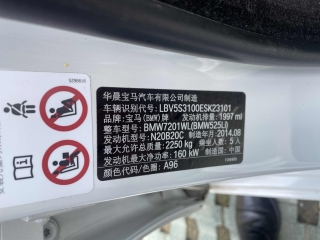 华晨宝马汽车有限公司制造
车辆识别代号: LBV5S3100ESK23101
品牌: 宝马(BMW) 发动机排量: 1997 ml
整车型号: BMW7201WL(BMW525Li)
发动机型号: N20B20C 制造年月: 2014.08
最大允许总质量: 2250 kg 乘坐人数: 5人
发动机最大净功率: 160 kW 制造国: 中国
颜色代码/色圈: A96